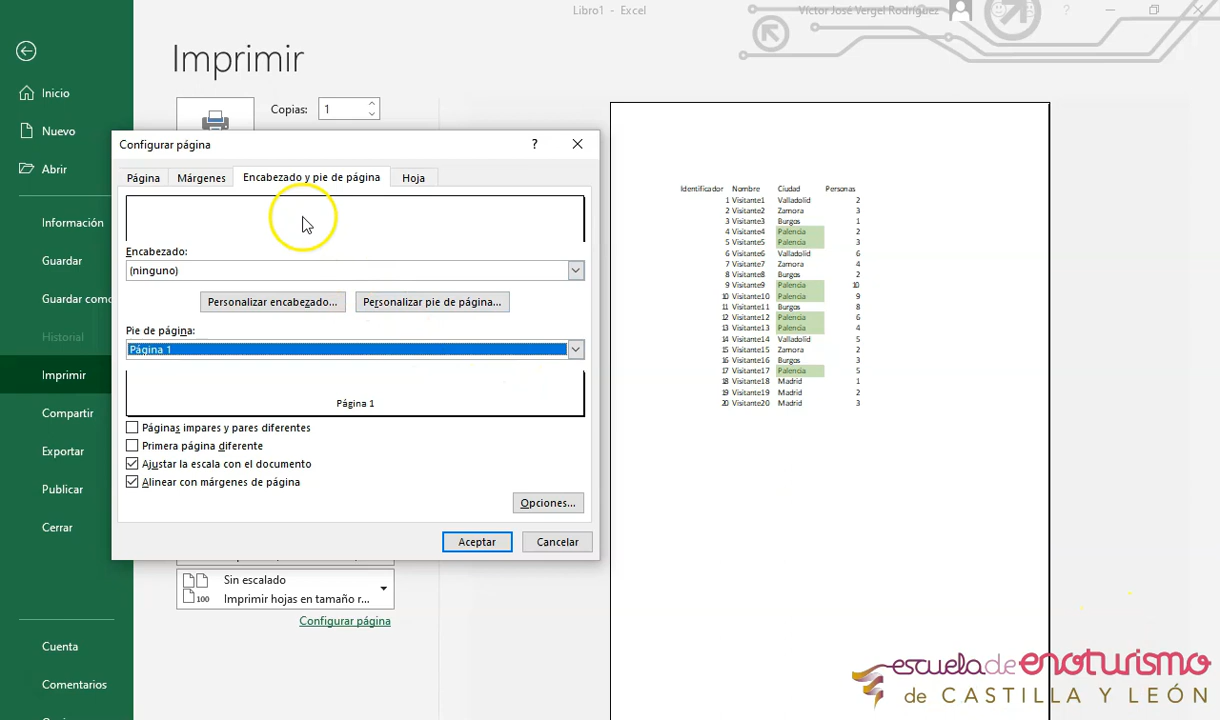 Libro1 - Excel
Víctor José Vergel Rodríguez
?
Imprimir
Inicio
Nuevo
Abrir
Información
Guardar
Guardar como
Historial
Imprimir
Compartir
Exportar
Publicar
Cerrar
Cuenta
Comentarios
Copias: 1
Configurar página
?
Página
Márgenes
Encabezado y pie de página
Hoja
Encabezado:
(ninguno)
Personalizar encabezado...
Personalizar pie de página...
Pie de página:
Página 1
Página 1
Páginas impares y pares diferentes
Primera página diferente
Ajustar la escala con el documento
Alinear con márgenes de página
Opciones...
Aceptar
Cancelar
100
Sin escalado
Imprimir hojas en tamaño r...
Configurar página
Identificador Nombre Ciudad Personas
1 Visitante1 Valladolid 2
2 Visitante2 Zamora 3
3 Visitante3 Burgos 1
4 Visitante4 Palencia 2
5 Visitante5 Palencia 3
6 Visitante6 Valladolid 6
7 Visitante7 Zamora 4
8 Visitante8 Burgos 2
9 Visitante9 Palencia 10
10 Visitante10 Palencia 9
11 Visitante11 Burgos 8
12 Visitante12 Palencia 6
13 Visitante13 Palencia 4
14 Visitante14 Valladolid 5
15 Visitante15 Zamora 2
16 Visitante16 Burgos 3
17 Visitante17 Palencia 5
18 Visitante18 Madrid 1
19 Visitante19 Madrid 2
20 Visitante20 Madrid 3
escuela de enoturismo
de CASTILLA Y LEÓN